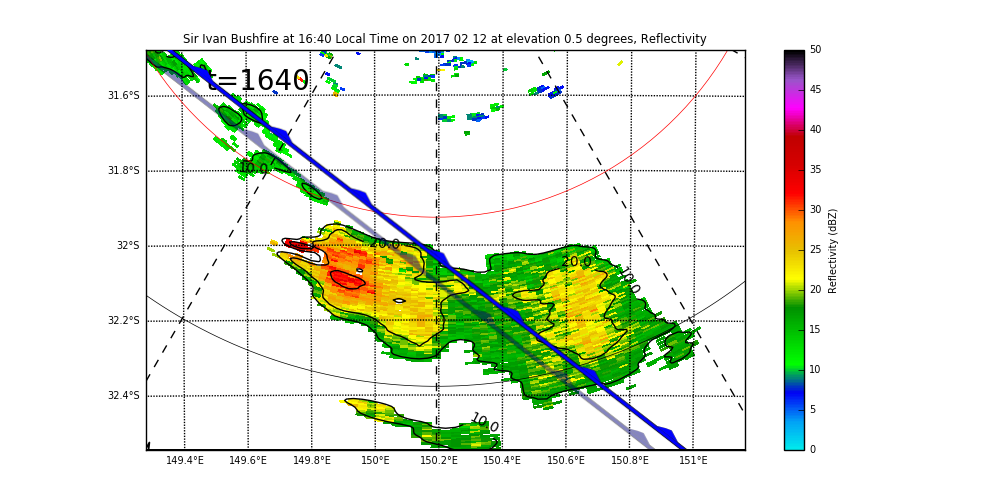 Sir Ivan Bushfire at 16:40 Local Time on 2017 02 12 at elevation 0.5 degrees, Reflectivity
t=1640
31.6°S
31.8°S
32°S
32.2°S
32.4°S
10.0
20.0
20.0
10.0
10.0
149.4°E 149.6°E 149.8°E 150°E 150.2°E 150.4°E 150.6°E 150.8°E 151°E
50
45
40
35
30
25
20
15
10
5
0
Reflectivity (dBZ)